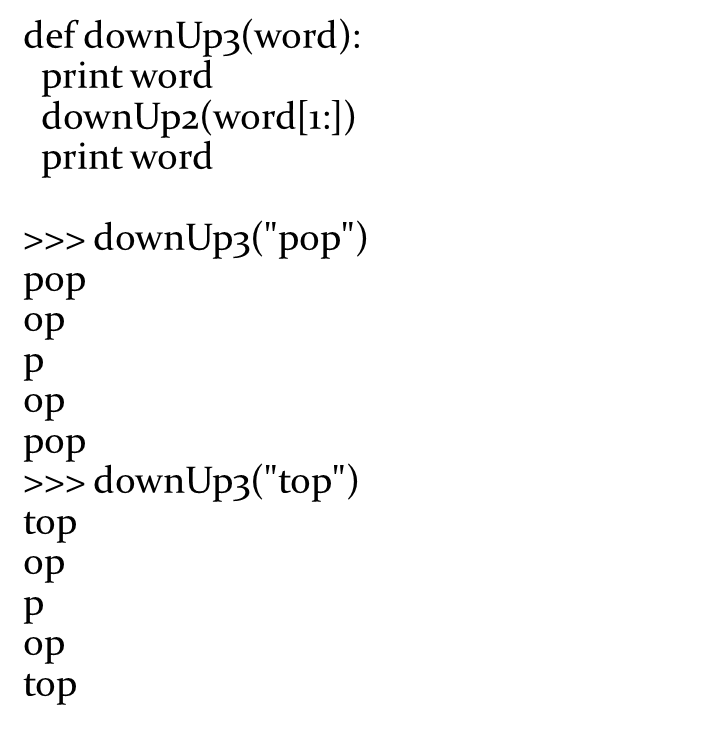 def downUp3(word):
  print word
  downUp2(word[1:])
  print word

>>> downUp3("pop")
pop
op
p
op
pop
>>> downUp3("top")
top
op
p
op
top